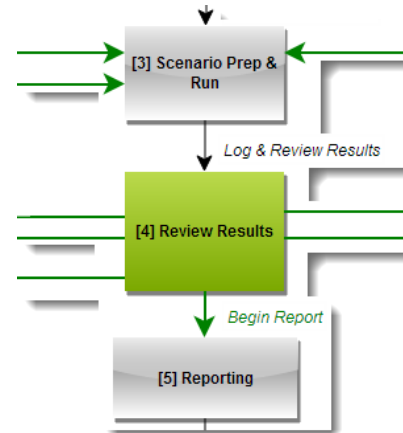 [3] Scenario Prep &
Run
Log & Review Results
[4] Review Results
Begin Report
[5] Reporting